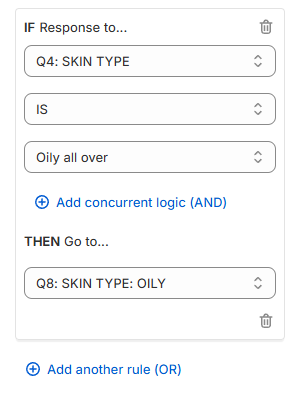 IF Response to...
Q4: SKIN TYPE
IS
Oily all over
Add concurrent logic (AND)
THEN Go to...
Q8: SKIN TYPE: OILY
Add another rule (OR)